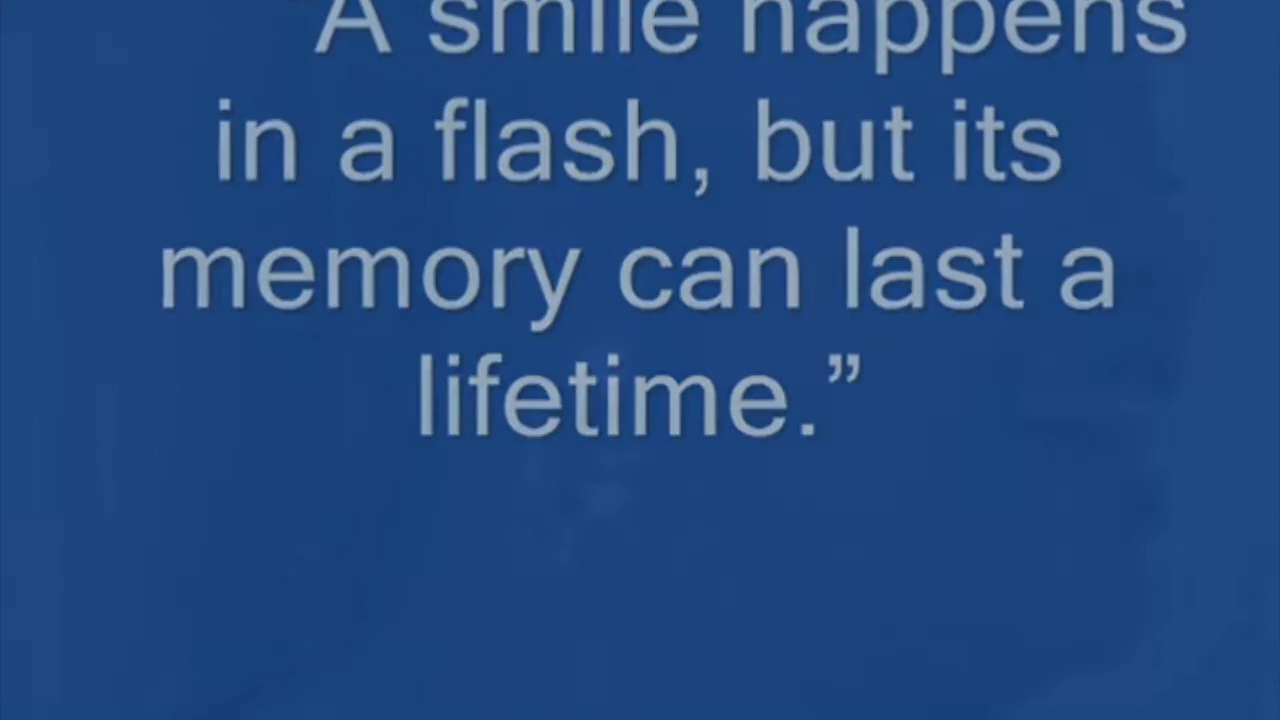 "A smile happens
in a flash, but its
memory can last a
lifetime.”